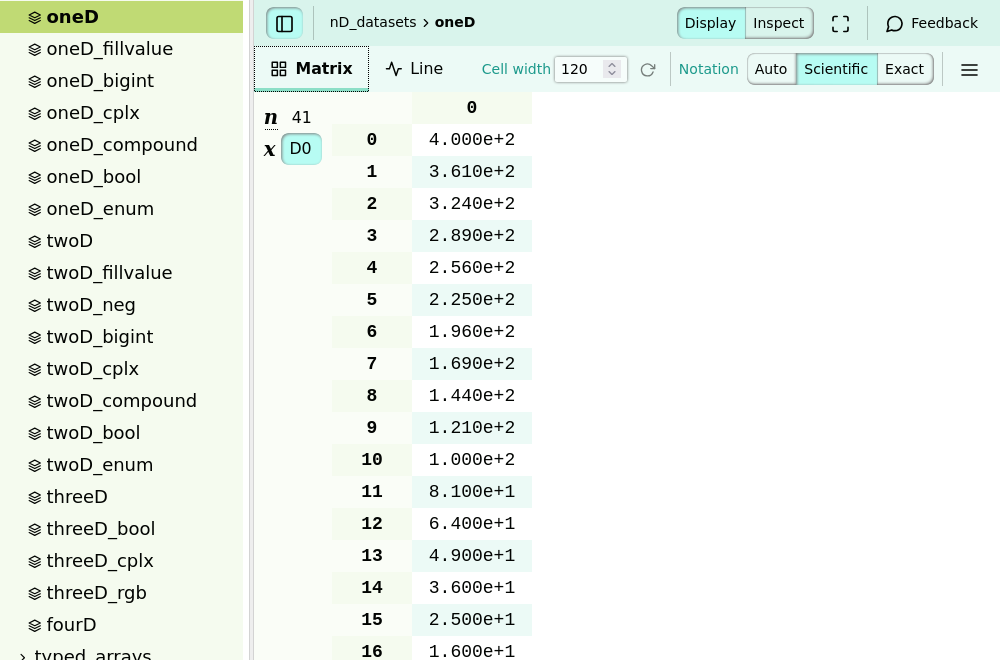 oneD
oneD_fillvalue
oneD_bigint
oneD_cplx
oneD_compound
oneD_bool
oneD_enum
twoD
twoD_fillvalue
twoD_neg
twoD_bigint
twoD_cplx
twoD_compound
twoD_bool
twoD_enum
threeD
threeD_bool
threeD_cplx
threeD_rgb
fourD
typed_arrays
nD_datasets › oneD
Display Inspect Feedback
Matrix Line Cell width 120 Notation Auto Scientific Exact
n 41
x D0
0
0 4.000e+2
1 3.610e+2
2 3.240e+2
3 2.890e+2
4 2.560e+2
5 2.250e+2
6 1.960e+2
7 1.690e+2
8 1.440e+2
9 1.210e+2
10 1.000e+2
11 8.100e+1
12 6.400e+1
13 4.900e+1
14 3.600e+1
15 2.500e+1
16 1.600e+1